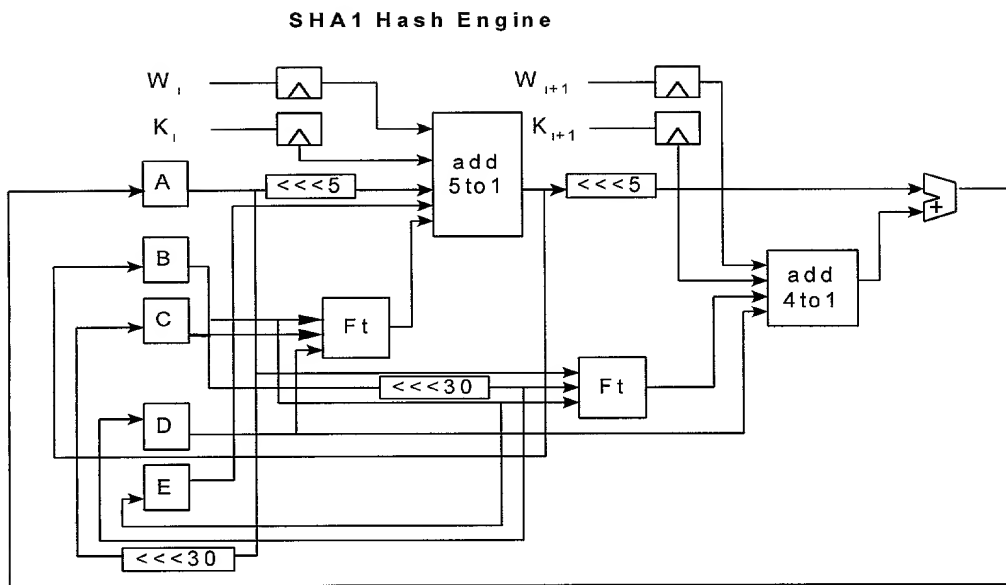 SHA1 Hash Engine
W i
K i
W i+1
K i+1
A
<<<5
add
5to1
<<<5
+
B
C
Ft
add
4to1
<<<30
Ft
D
E
<<<30